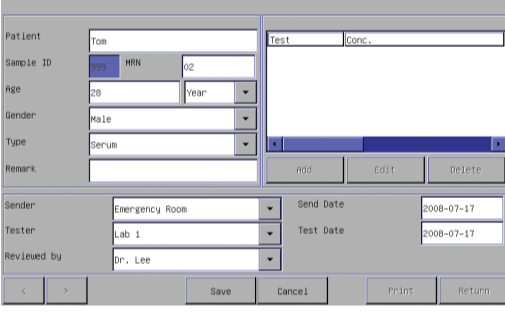 Patient Tom
Test Conc.
Sample ID 999 MRN 02
Age 28 Year
Gender Male
Type Serum
Remark
Add Edit Delete
Sender Emergency Room Send Date 2008-07-17
Tester Lab 1 Test Date 2008-07-17
Reviewed by Dr. Lee
< > Save Cancel Print Return